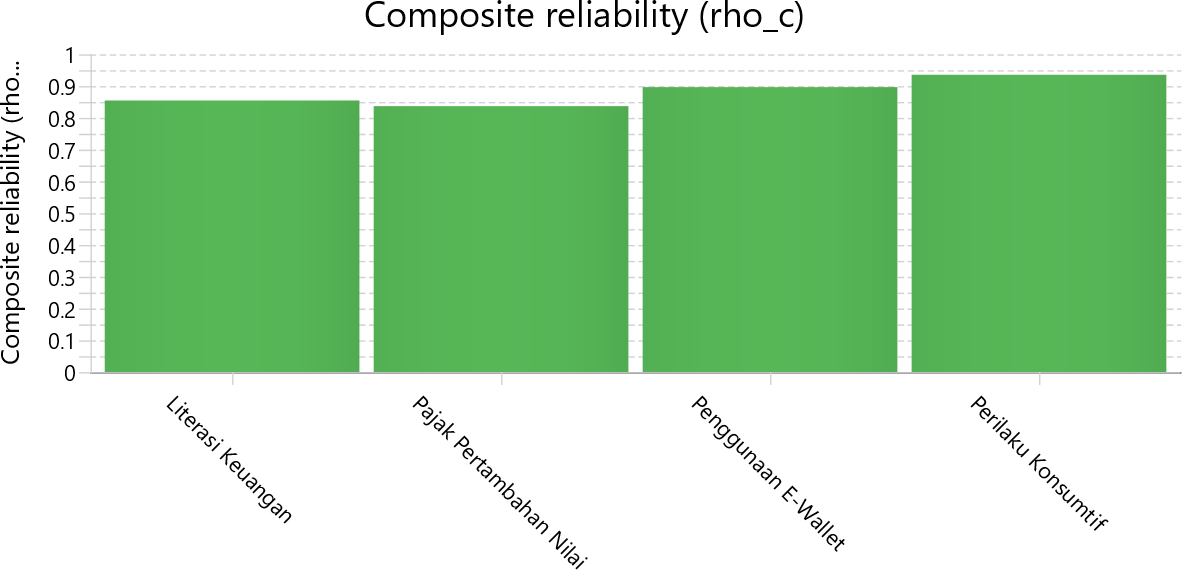 Composite reliability (rho_c)
Composite reliability (rho...
1
0.9
0.8
0.7
0.6
0.5
0.4
0.3
0.2
0.1
0
Literasi Keuangan
Pajak Pertambahan Nilai
Penggunaan E-Wallet
Perilaku Konsumtif